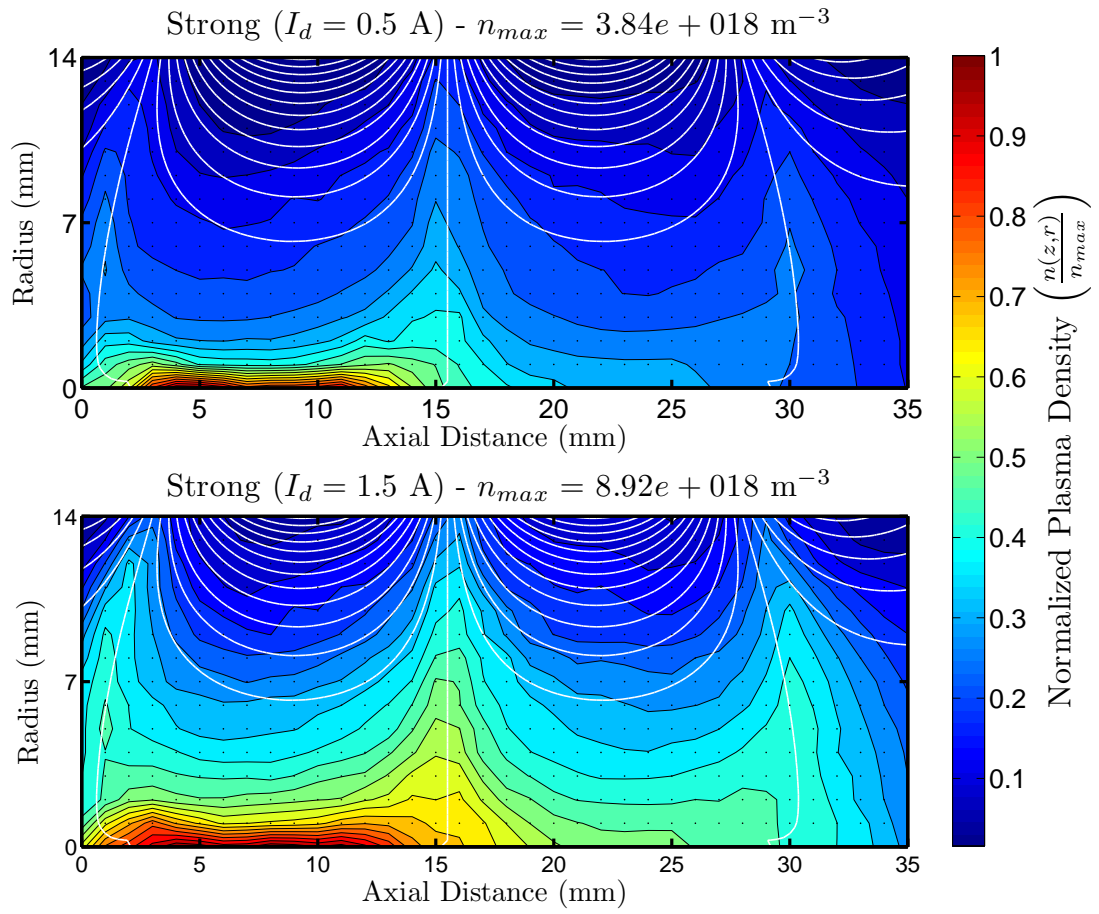 Strong (I_d = 0.5 A) - n_max = 3.84e + 018 m^−3
14
7
0
Radius (mm)
0 5 10 15 20 25 30 35
Axial Distance (mm)
Strong (I_d = 1.5 A) - n_max = 8.92e + 018 m^−3
14
7
0
Radius (mm)
0 5 10 15 20 25 30 35
Axial Distance (mm)
1
0.9
0.8
0.7
0.6
0.5
0.4
0.3
0.2
0.1
Normalized Plasma Density (n(z,r)/n_max)